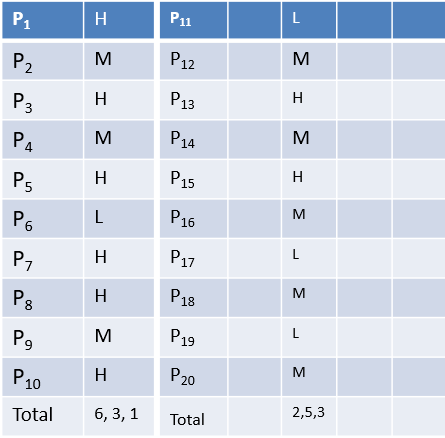 P₁ H P₁₁ L
P₂ M P₁₂ M
P₃ H P₁₃ H
P₄ M P₁₄ M
P₅ H P₁₅ H
P₆ L P₁₆ M
P₇ H P₁₇ L
P₈ H P₁₈ M
P₉ M P₁₉ L
P₁₀ H P₂₀ M
Total 6, 3, 1 Total 2,5,3